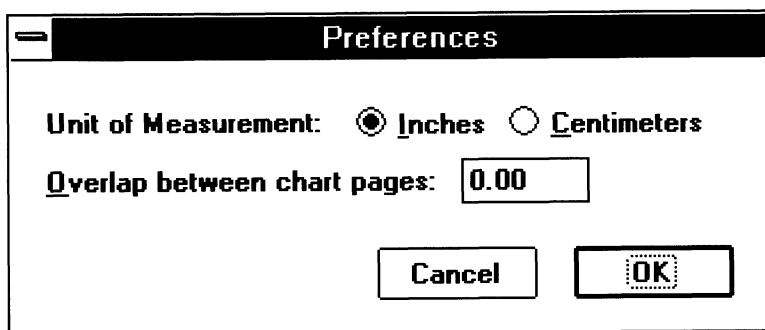 Preferences
Unit of Measurement: Inches Centimeters
Overlap between chart pages: 0.00
Cancel OK